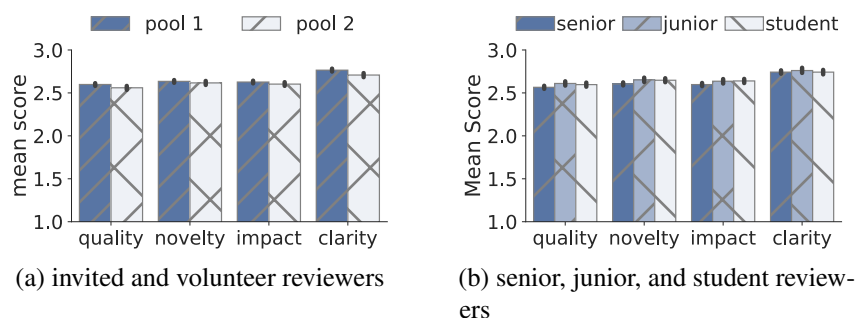 pool 1 pool 2
mean score
3.0
2.5
2.0
1.5
1.0
quality novelty impact clarity
(a) invited and volunteer reviewers
senior junior student
Mean Score
3.0
2.5
2.0
1.5
1.0
quality novelty impact clarity
(b) senior, junior, and student review-
ers